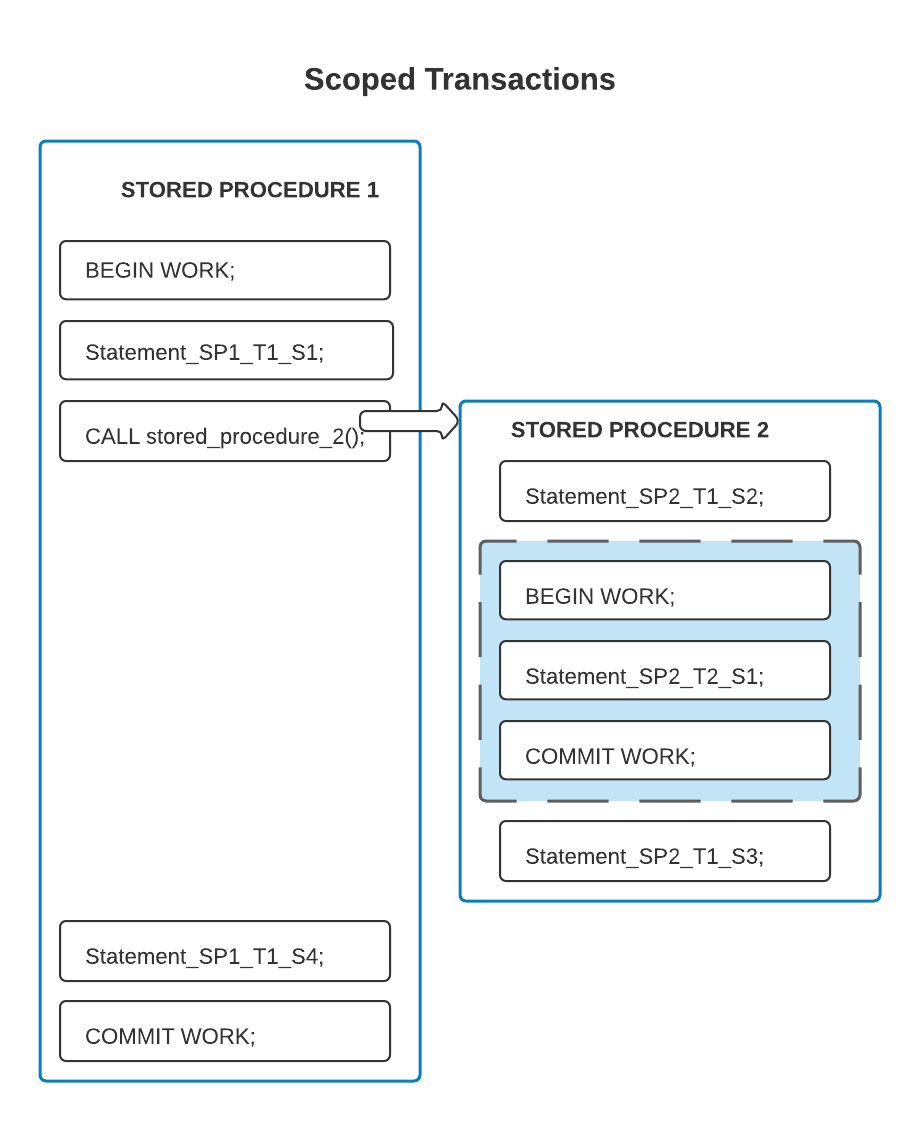 Scoped Transactions
STORED PROCEDURE 1
BEGIN WORK;
Statement_SP1_T1_S1;
CALL stored_procedure_2();
STORED PROCEDURE 2
Statement_SP2_T1_S2;
BEGIN WORK;
Statement_SP2_T2_S1;
COMMIT WORK;
Statement_SP2_T1_S3;
Statement_SP1_T1_S4;
COMMIT WORK;